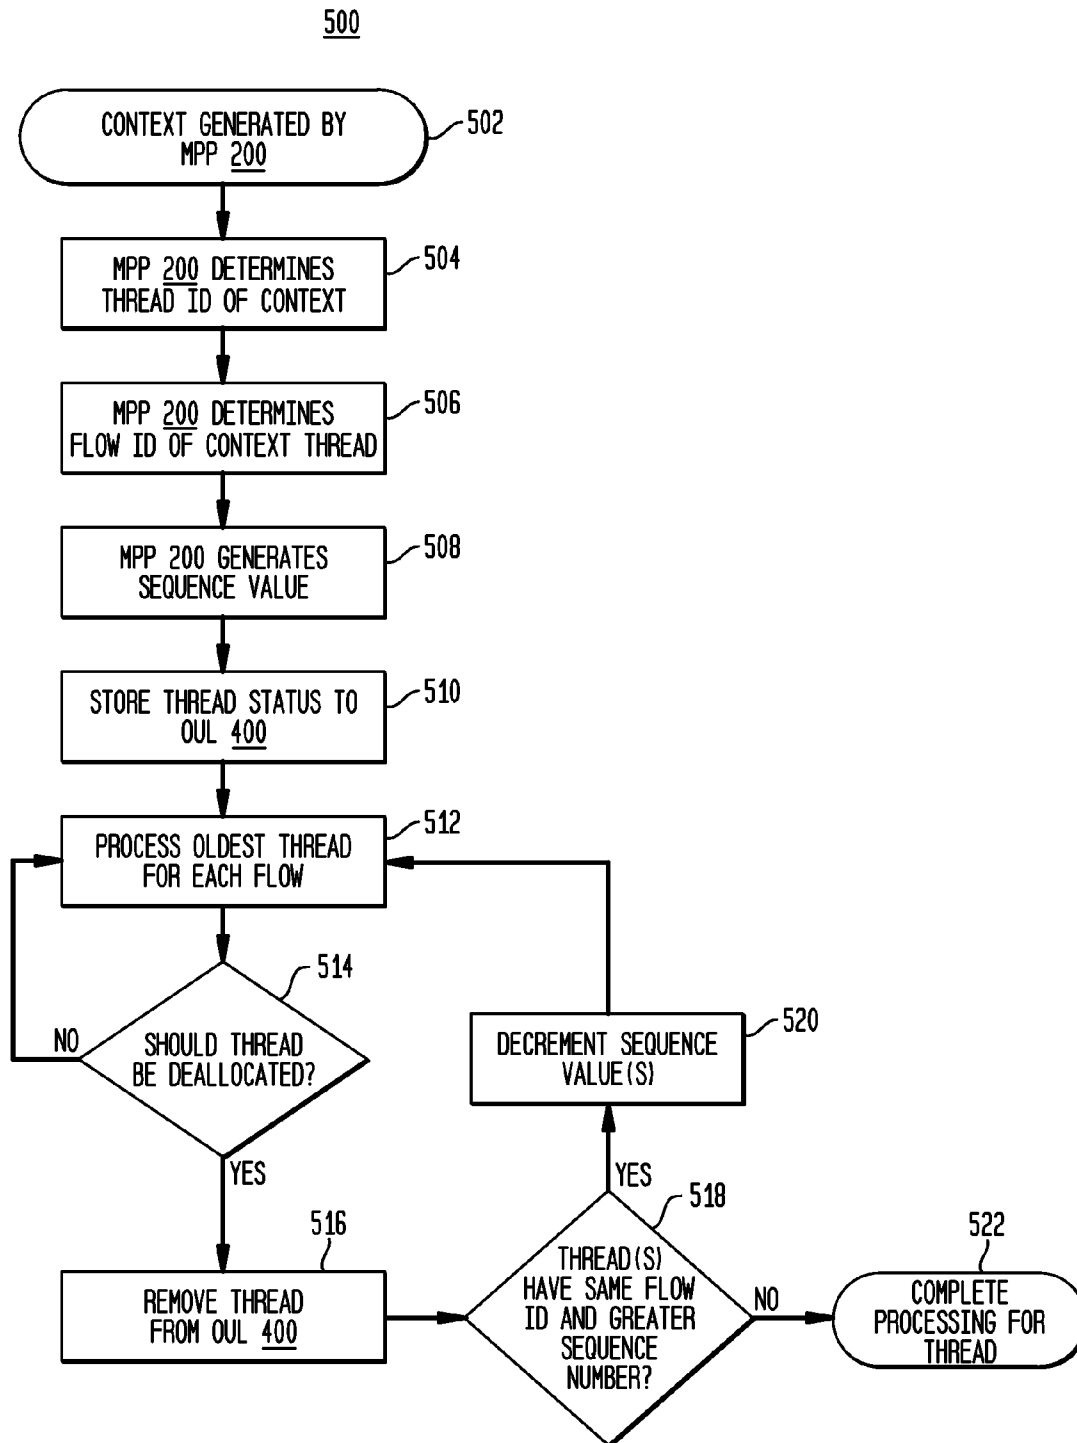 500
CONTEXT GENERATED BY
MPP 200
502
MPP 200 DETERMINES
THREAD ID OF CONTEXT
504
MPP 200 DETERMINES
FLOW ID OF CONTEXT THREAD
506
MPP 200 GENERATES
SEQUENCE VALUE
508
STORE THREAD STATUS TO
OUL 400
510
PROCESS OLDEST THREAD
FOR EACH FLOW
512
SHOULD THREAD
BE DEALLOCATED?
514
NO
YES
REMOVE THREAD
FROM OUL 400
516
THREAD(S)
HAVE SAME FLOW
ID AND GREATER
SEQUENCE
NUMBER?
518
YES
NO
DECREMENT SEQUENCE
VALUE(S)
520
522
COMPLETE
PROCESSING FOR
THREAD